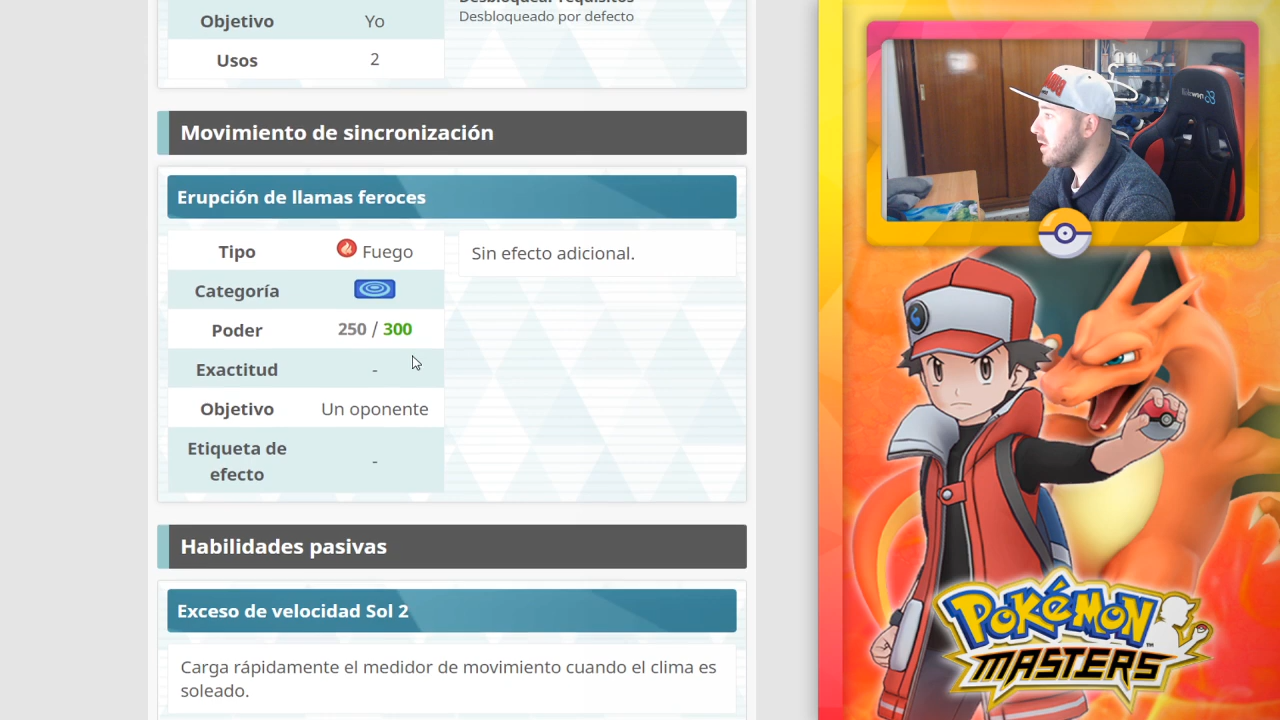 Objetivo Yo
Desbloquear requisitos
Desbloqueado por defecto
Usos 2
Movimiento de sincronización
Erupción de llamas feroces
Tipo Fuego
Sin efecto adicional.
Categoría
Poder 250 / 300
Exactitud -
Objetivo Un oponente
Etiqueta de
efecto -
Habilidades pasivas
Exceso de velocidad Sol 2
Carga rápidamente el medidor de movimiento cuando el clima es
soleado.
POKéMON
MASTERS